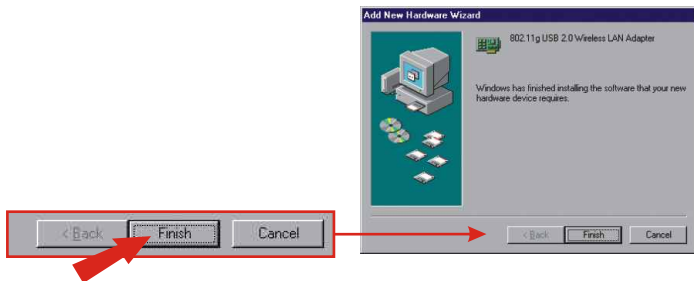 Add New Hardware Wizard
802.11g USB 2.0 Wireless LAN Adapter
Windows has finished installing the software that your new
hardware device requires.
< Back Finish Cancel
< Back Finish Cancel